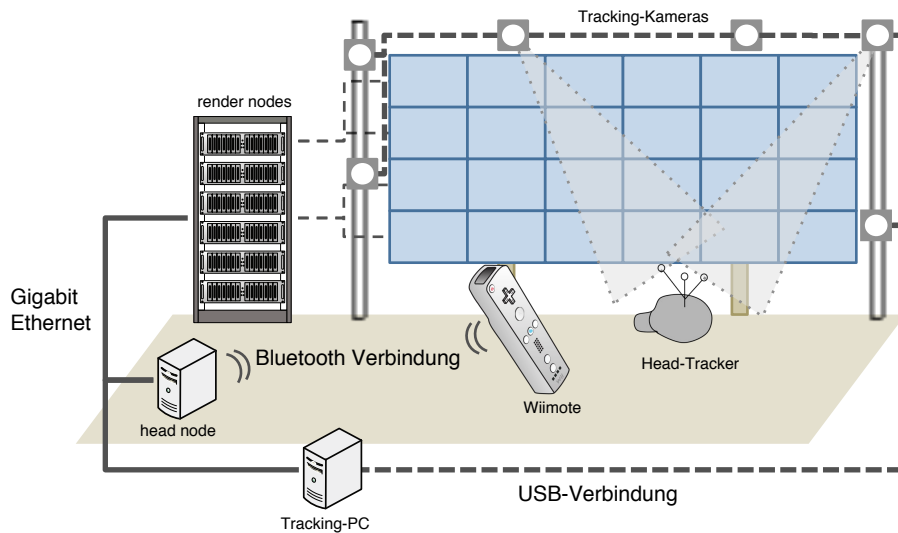 Tracking-Kameras
render nodes
Gigabit
Ethernet
Bluetooth Verbindung
Head-Tracker
Wiimote
head node
USB-Verbindung
Tracking-PC